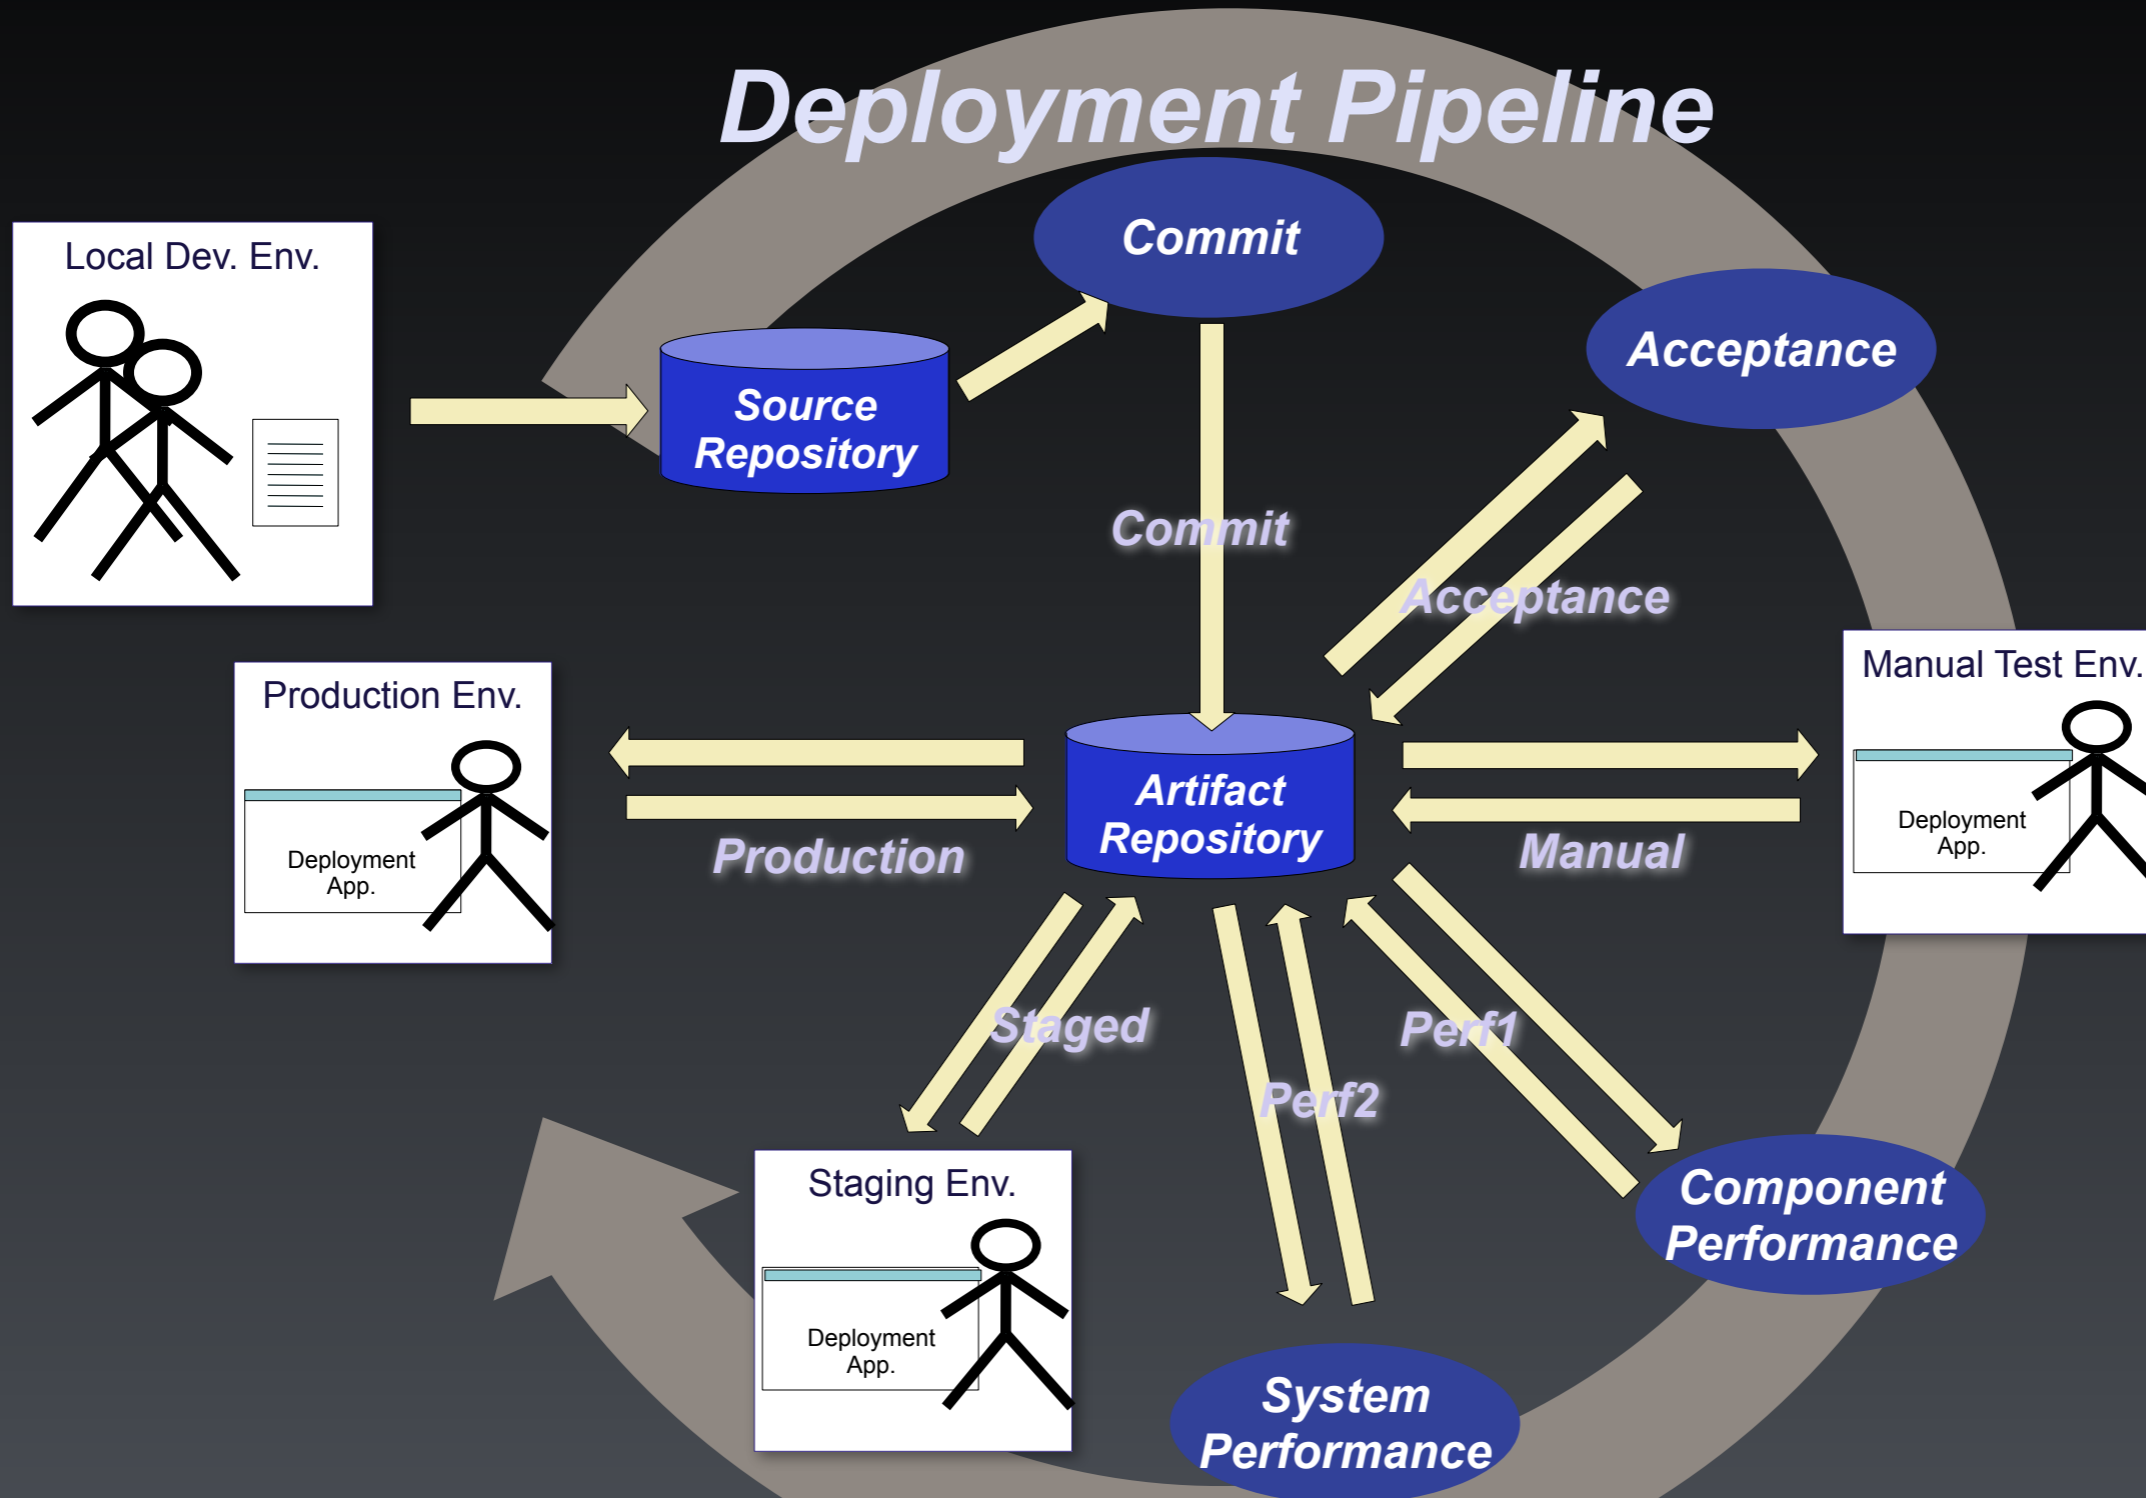 Deployment Pipeline
Commit
Local Dev. Env.
Acceptance
Source
Repository
Commit
Acceptance
Manual Test Env.
Production Env.
Artifact
Repository
Deployment
App.
Manual
Production
Deployment
App.
Staged
Perf1
Perf2
Staging Env.
Component
Performance
Deployment
App.
System
Performance